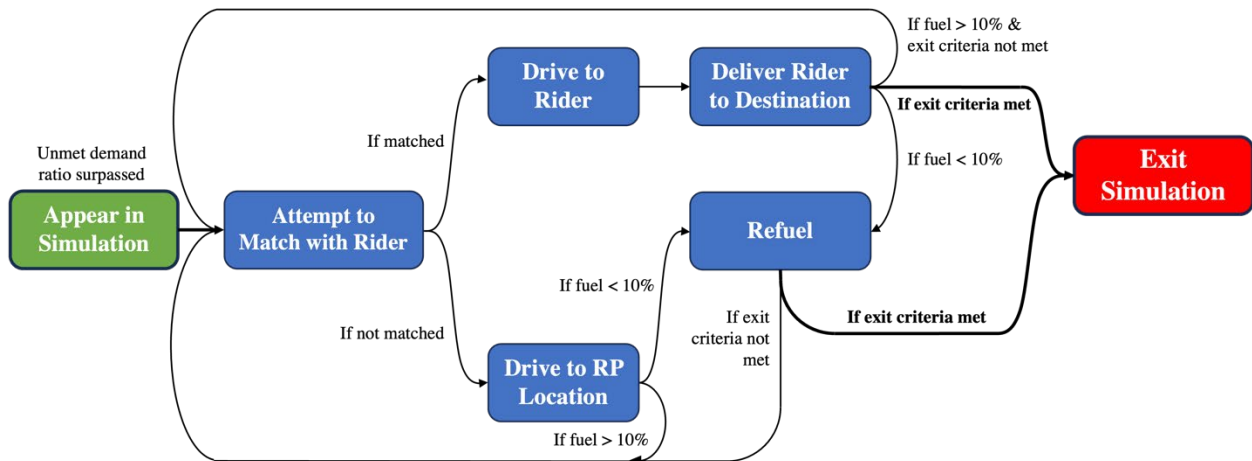 If fuel > 10% &
exit criteria not met
Drive to
Rider
Deliver Rider
to Destination
If exit criteria met
If matched
Unmet demand
ratio surpassed
If fuel < 10%
Exit
Simulation
Appear in
Simulation
Attempt to
Match with Rider
Refuel
If fuel < 10%
If exit
criteria not
met
If exit criteria met
If not matched
Drive to RP
Location
If fuel > 10%